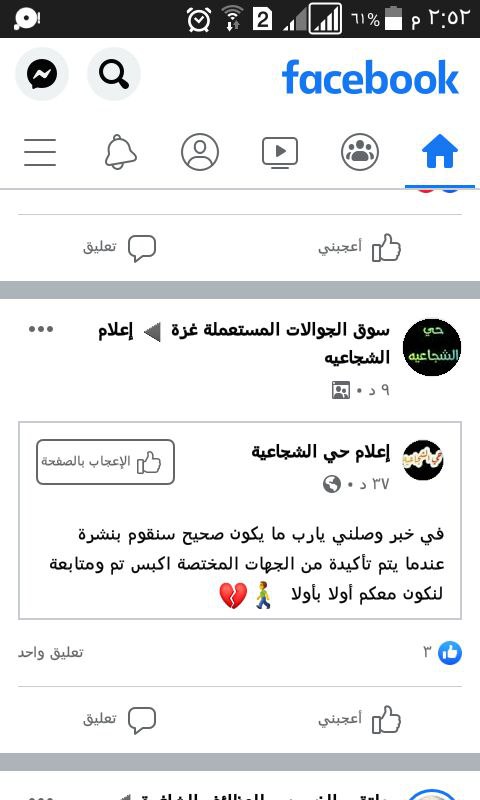 ٢:٥٢ م ٦١% 2
facebook
أعجبني تعليق
حي
الشجاعيه
سوق الجوالات المستعملة غزة ◀ إعلام
الشجاعيه
٩ د •
إعلام حي الشجاعية
الإعجاب بالصفحة
٣٧ د •
في خبر وصلني يارب ما يكون صحيح سنقوم بنشرة
عندما يتم تأكيدة من الجهات المختصة اكبس تم ومتابعة
لنكون معكم أولا بأولا 🚶💔
٣ تعليق واحد
أعجبني تعليق